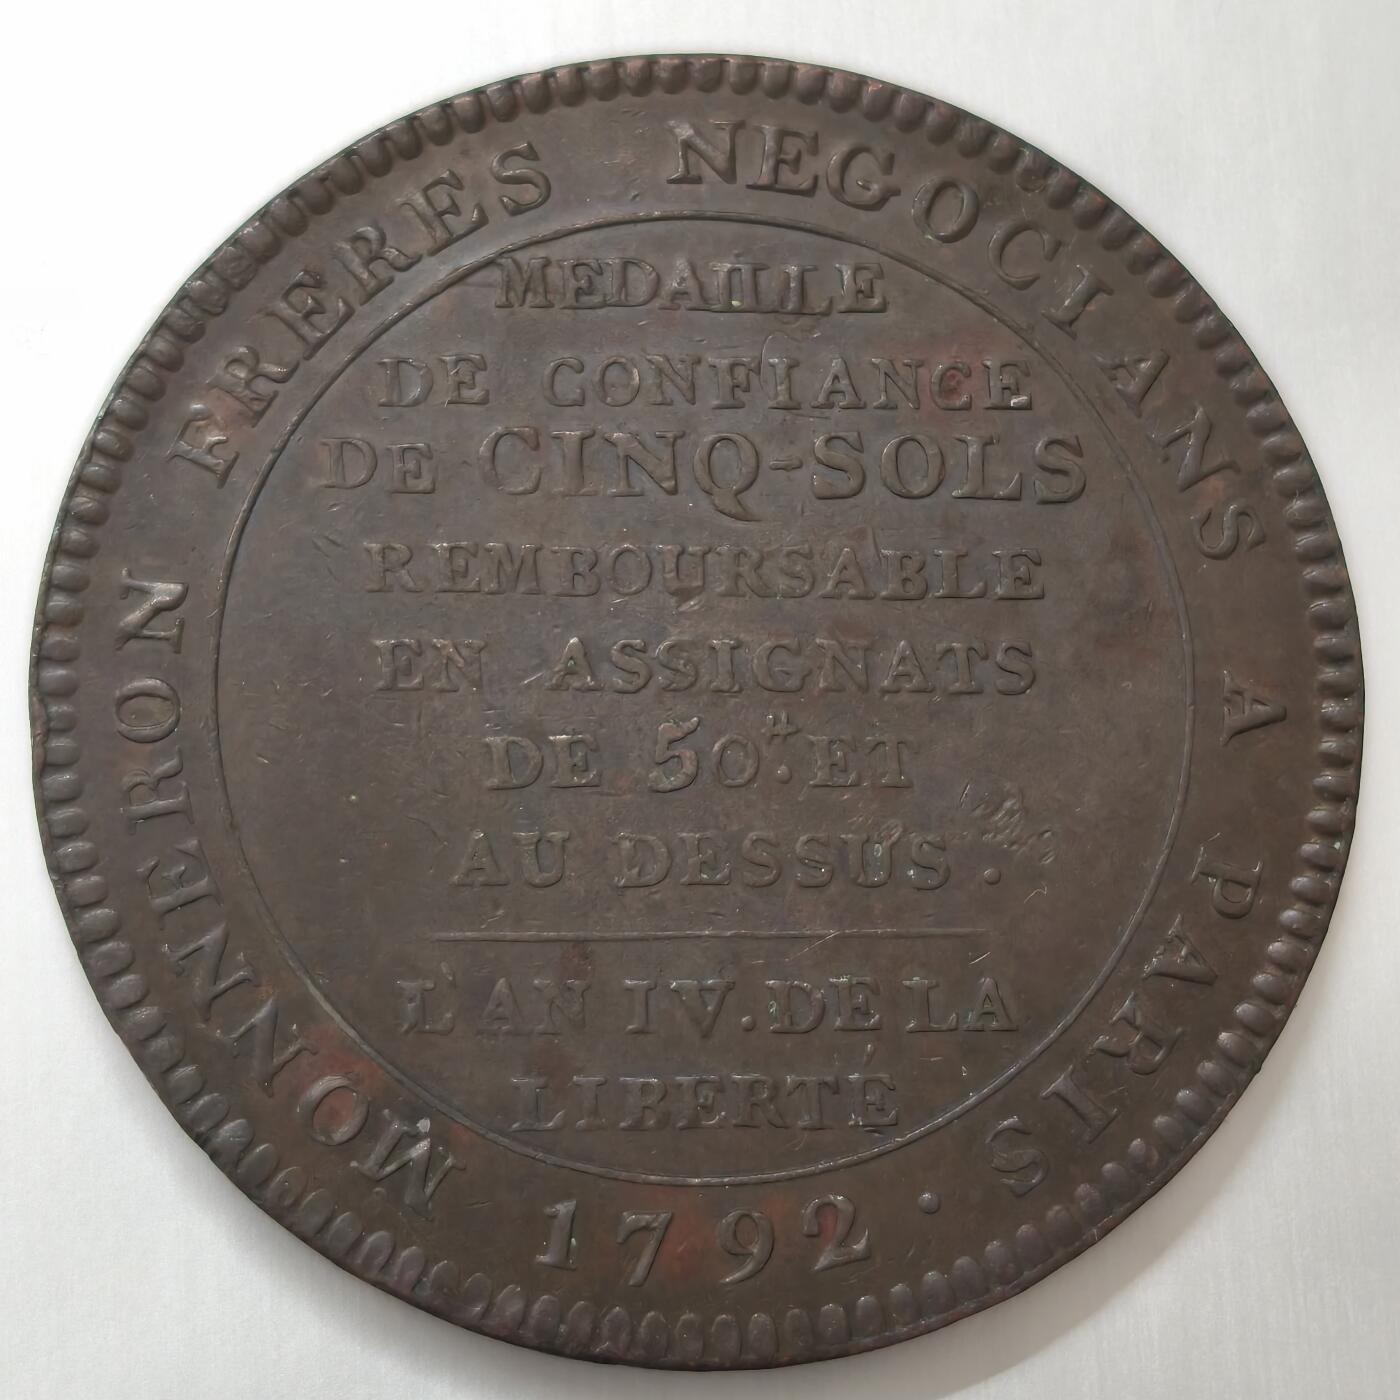 MONNERON FRERES NEGOCIANS A PARIS .
1792
MEDAILLE
DE CONFIANCE
DE CINQ-SOLS
REMBOURSABLE
EN ASSIGNATS
DE 50ᵗᵗ. ET
AU DESSUS .
L'AN IV. DE LA
LIBERTÉ